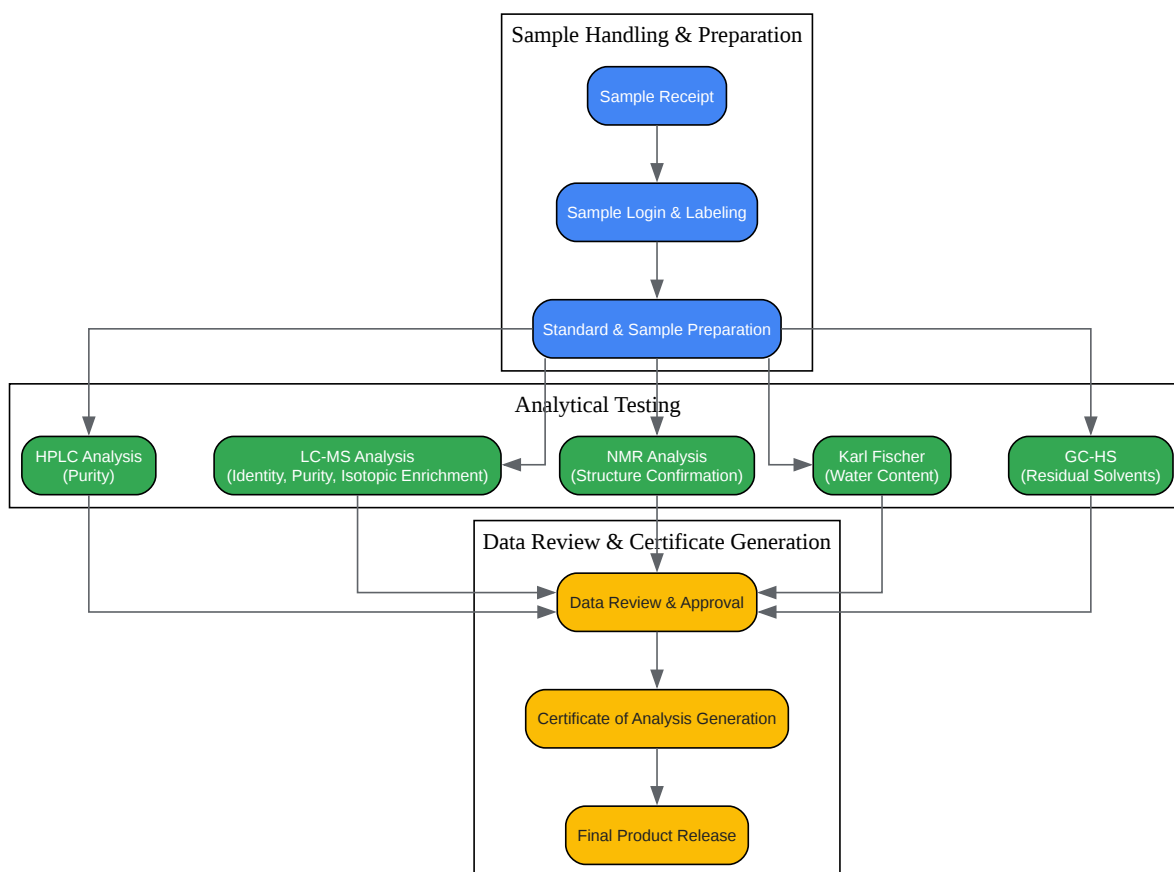 Sample Handling & Preparation
Sample Receipt
Sample Login & Labeling
Standard & Sample Preparation
Analytical Testing
HPLC Analysis
(Purity)
LC-MS Analysis
(Identity, Purity, Isotopic Enrichment)
NMR Analysis
(Structure Confirmation)
Karl Fischer
(Water Content)
GC-HS
(Residual Solvents)
Data Review & Certificate Generation
Data Review & Approval
Certificate of Analysis Generation
Final Product Release